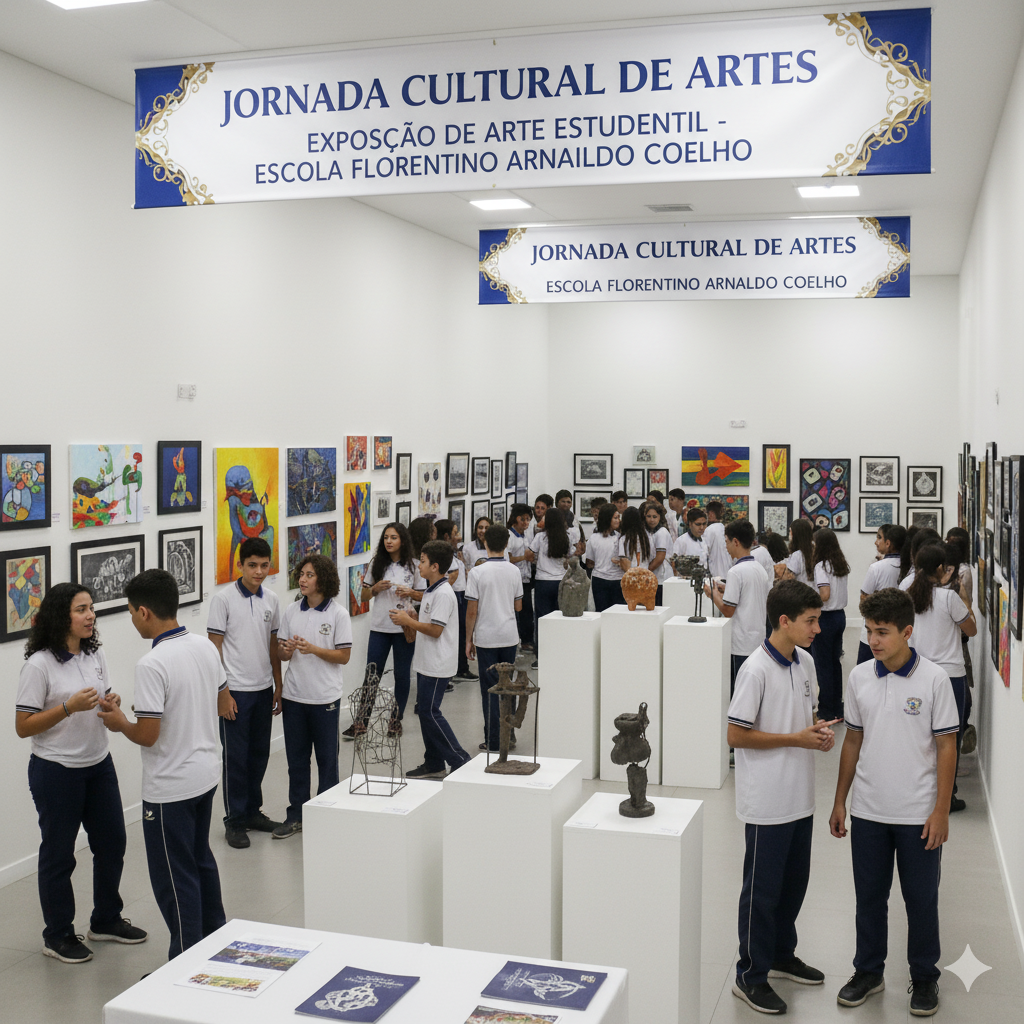 JORNADA CULTURAL DE ARTES
EXPOSÇÃO DE ARTE ESTUDENTIL -
ESCOLA FLORENTINO ARNAILDO COELHO
JORNADA CULTURAL DE ARTES
ESCOLA FLORENTINO ARNALDO COELHO